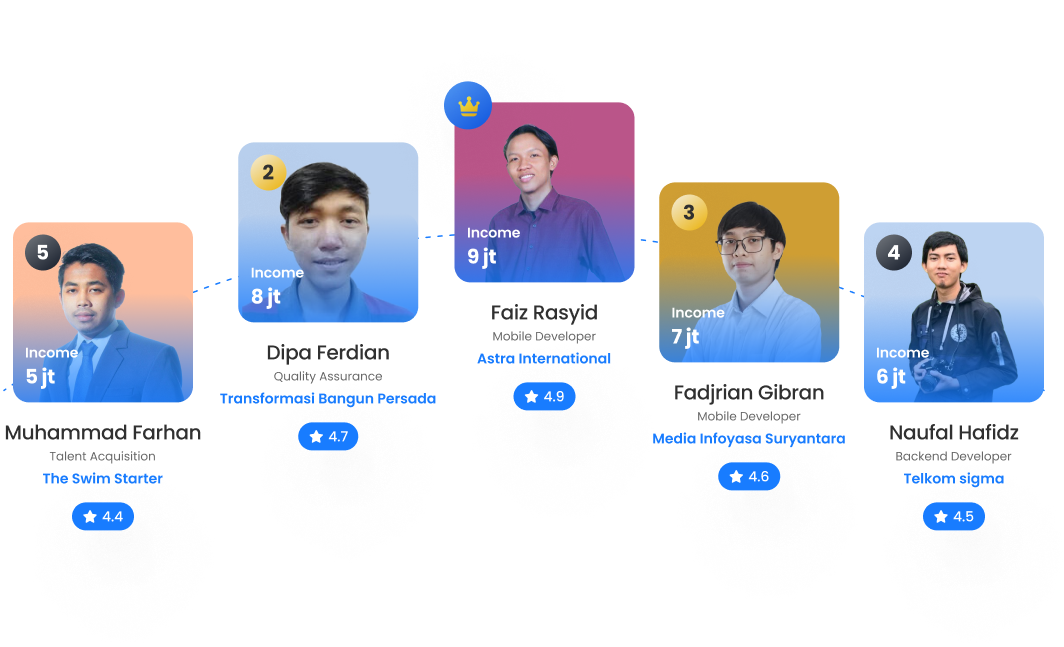 5
Income
5 jt
Muhammad Farhan
Talent Acquisition
The Swim Starter
4.4
2
Income
8 jt
Dipa Ferdian
Quality Assurance
Transformasi Bangun Persada
4.7
Income
9 jt
Faiz Rasyid
Mobile Developer
Astra International
4.9
3
Income
7 jt
Fadjrian Gibran
Mobile Developer
Media Infoyasa Suryantara
4.6
4
Income
6 jt
Naufal Hafidz
Backend Developer
Telkom sigma
4.5